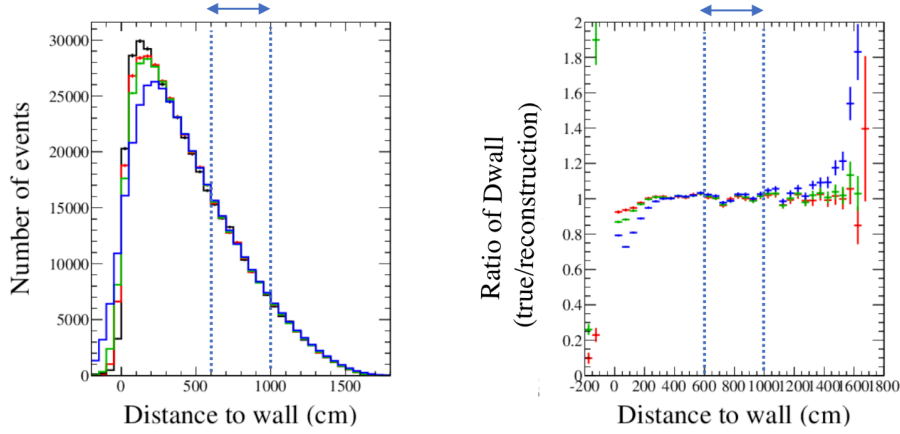 30000
25000
20000
15000
10000
5000
0
0 500 1000 1500
Number of events
Distance to wall (cm)
2
1.8
1.6
1.4
1.2
1.0
0.8
0.6
0.4
0.2
0
-200 0 200 400 600 800 1000 1200 1400 1600 1800
Ratio of Dwall
(true/reconstruction)
Distance to wall (cm)